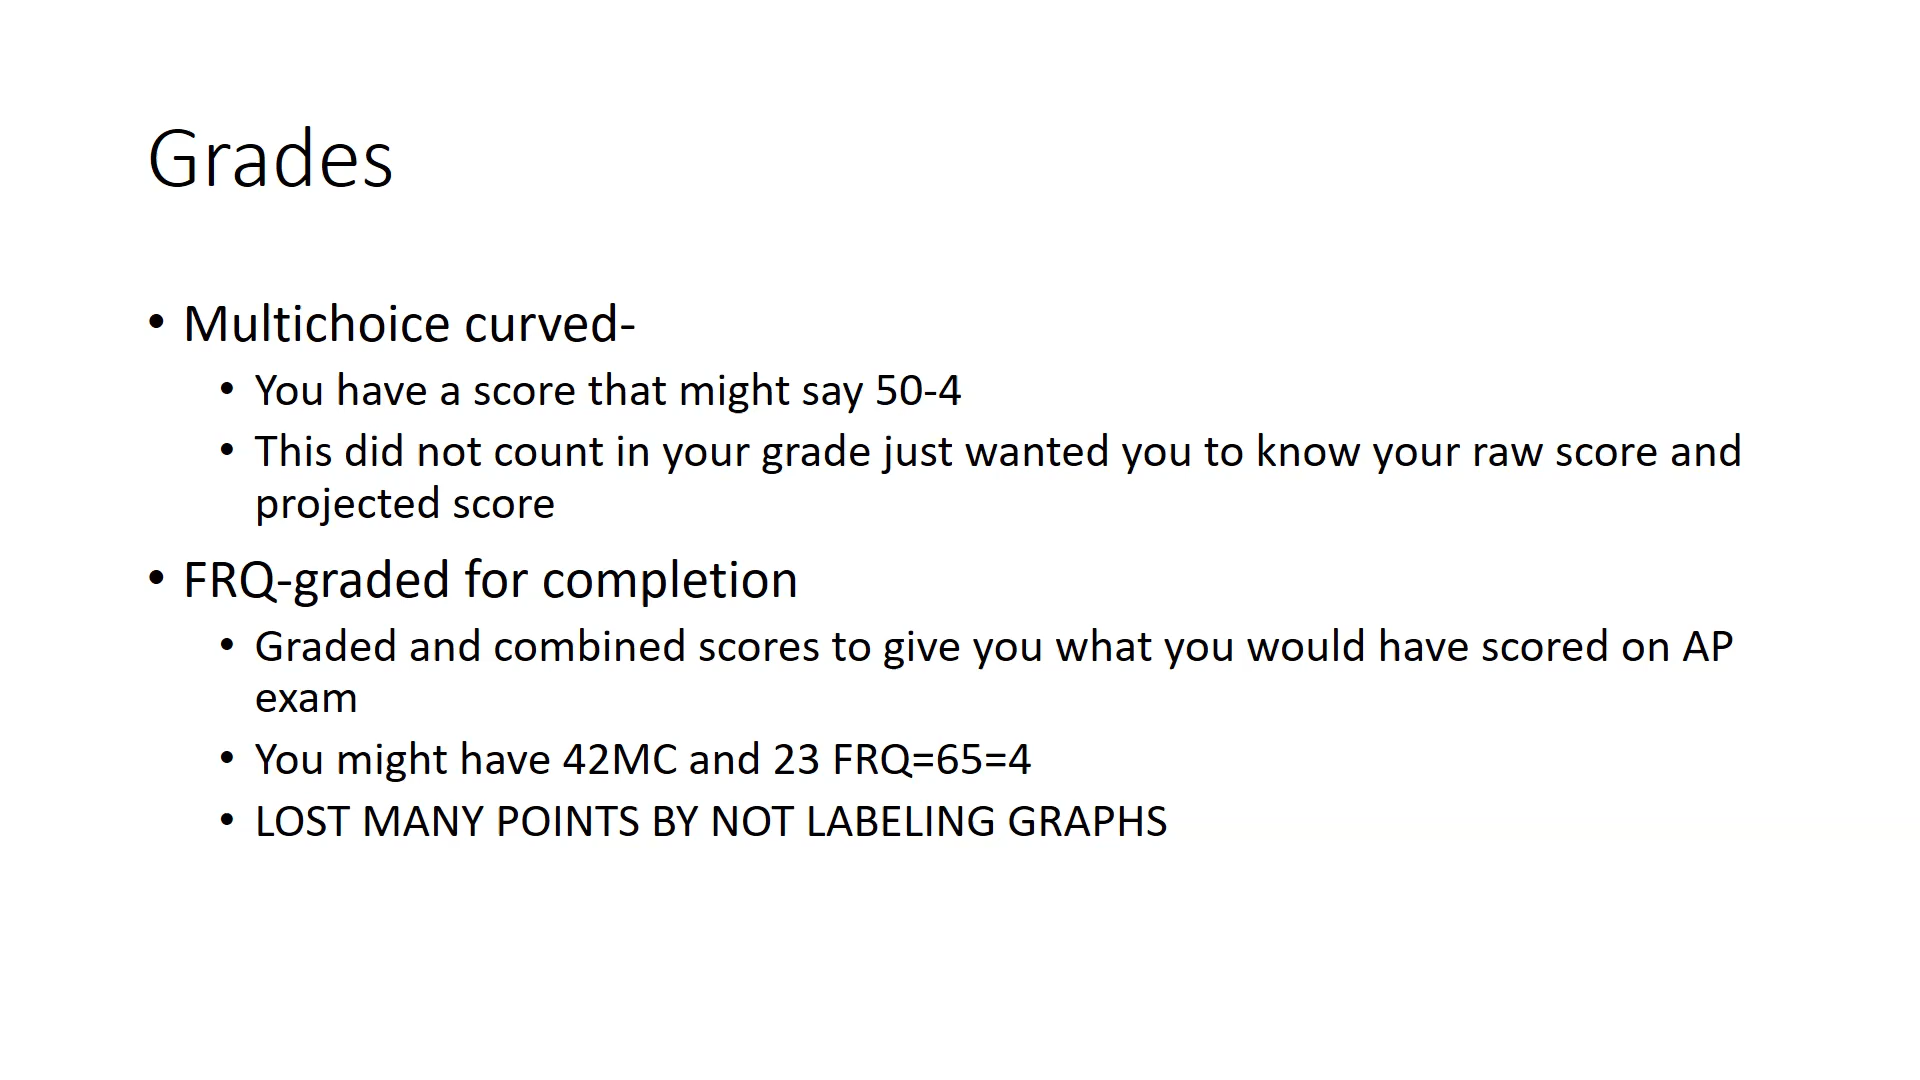 Grades
• Multichoice curved-
• You have a score that might say 50-4
• This did not count in your grade just wanted you to know your raw score and
projected score
• FRQ-graded for completion
• Graded and combined scores to give you what you would have scored on AP
exam
• You might have 42MC and 23 FRQ=65=4
• LOST MANY POINTS BY NOT LABELING GRAPHS